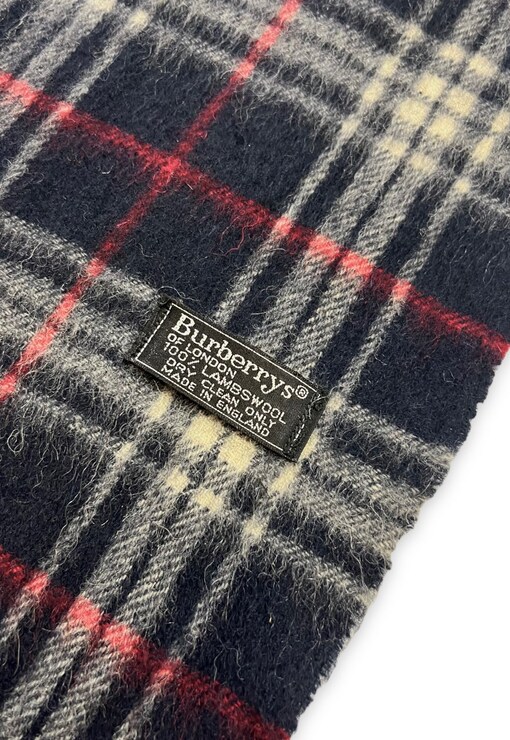 Burberrys®
OF LONDON
100% LAMBSWOOL
DRY CLEAN ONLY
MADE IN ENGLAND